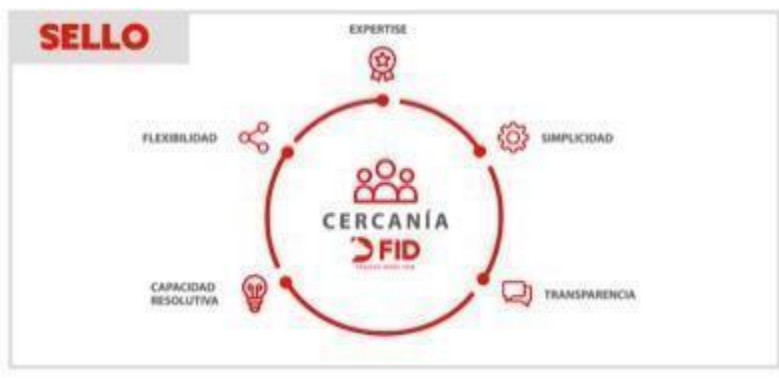 SELLO
EXPERTISE
FLEXIBILIDAD
SIMPLICIDAD
CERCANÍA
FID
CAPACIDAD
RESOLUTIVA
TRANSPARENCIA